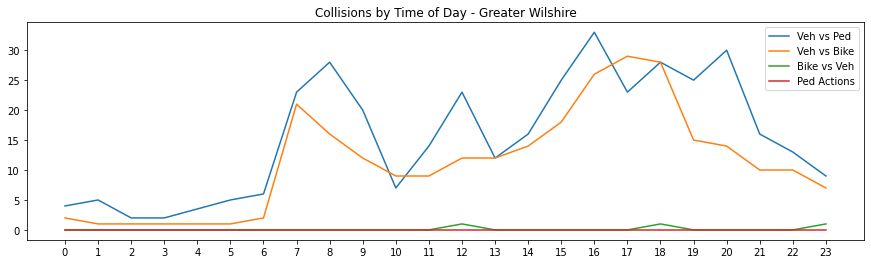 Collisions by Time of Day - Greater Wilshire
Veh vs Ped
Veh vs Bike
Bike vs Veh
Ped Actions
30
25
20
15
10
5
0
0 1 2 3 4 5 6 7 8 9 10 11 12 13 14 15 16 17 18 19 20 21 22 23